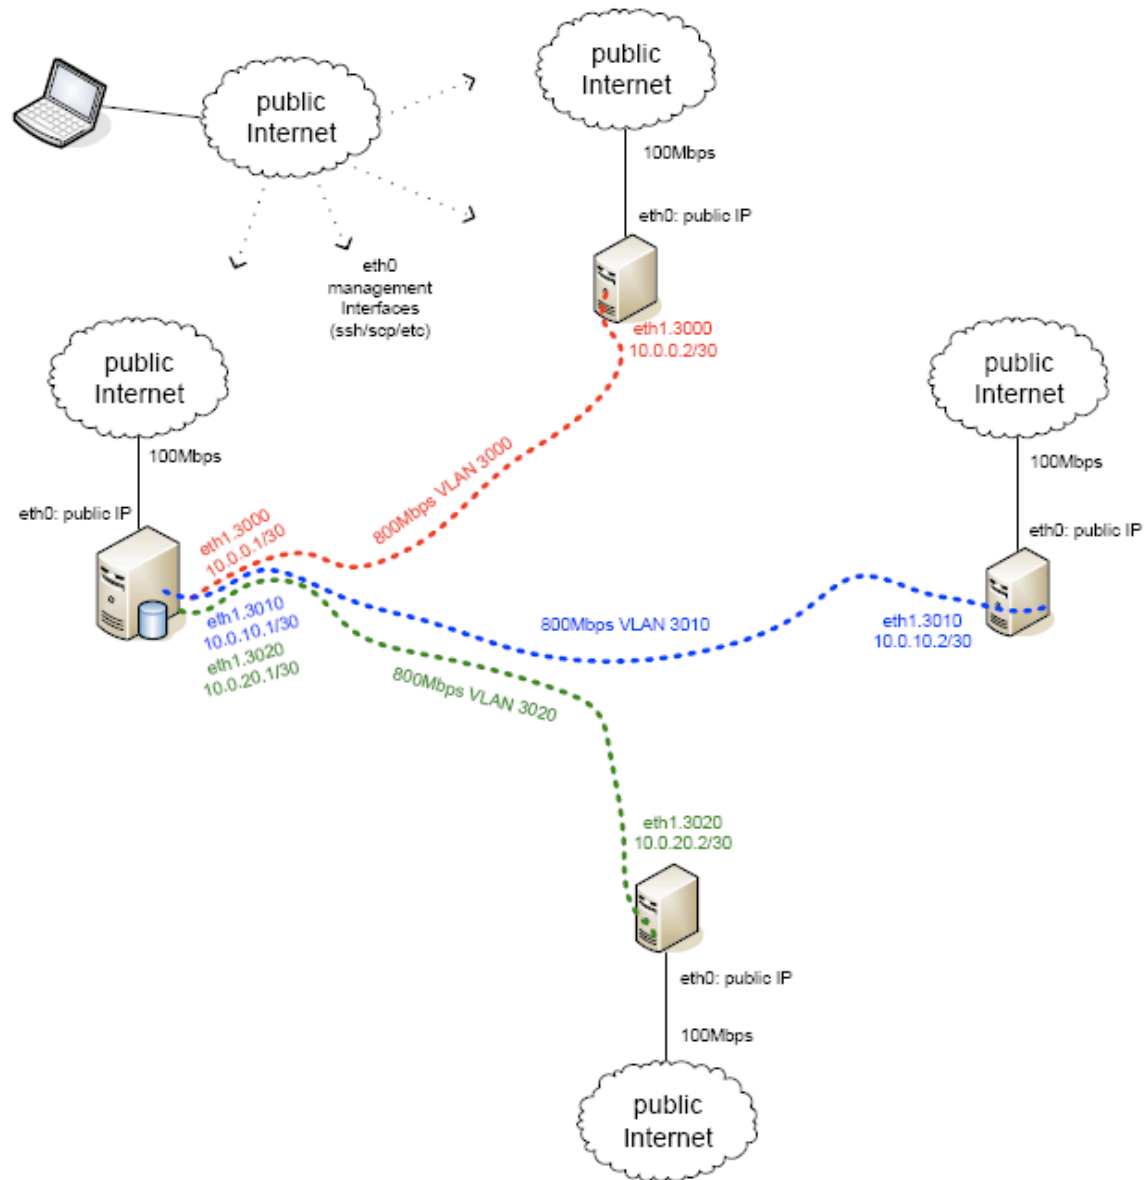 public
Internet
public
Internet
100Mbps
eth0: public IP
eth0
management
Interfaces
(ssh/scp/etc)
eth1.3000
10.0.0.2/30
public
Internet
public
Internet
100Mbps
100Mbps
eth0: public IP
eth0: public IP
800Mbps VLAN 3000
eth1.3000
10.0.0.1/30
eth1.3010
10.0.10.1/30
eth1.3020
10.0.20.1/30
800Mbps VLAN 3010
eth1.3010
10.0.10.2/30
800Mbps VLAN 3020
eth1.3020
10.0.20.2/30
eth0: public IP
100Mbps
public
Internet